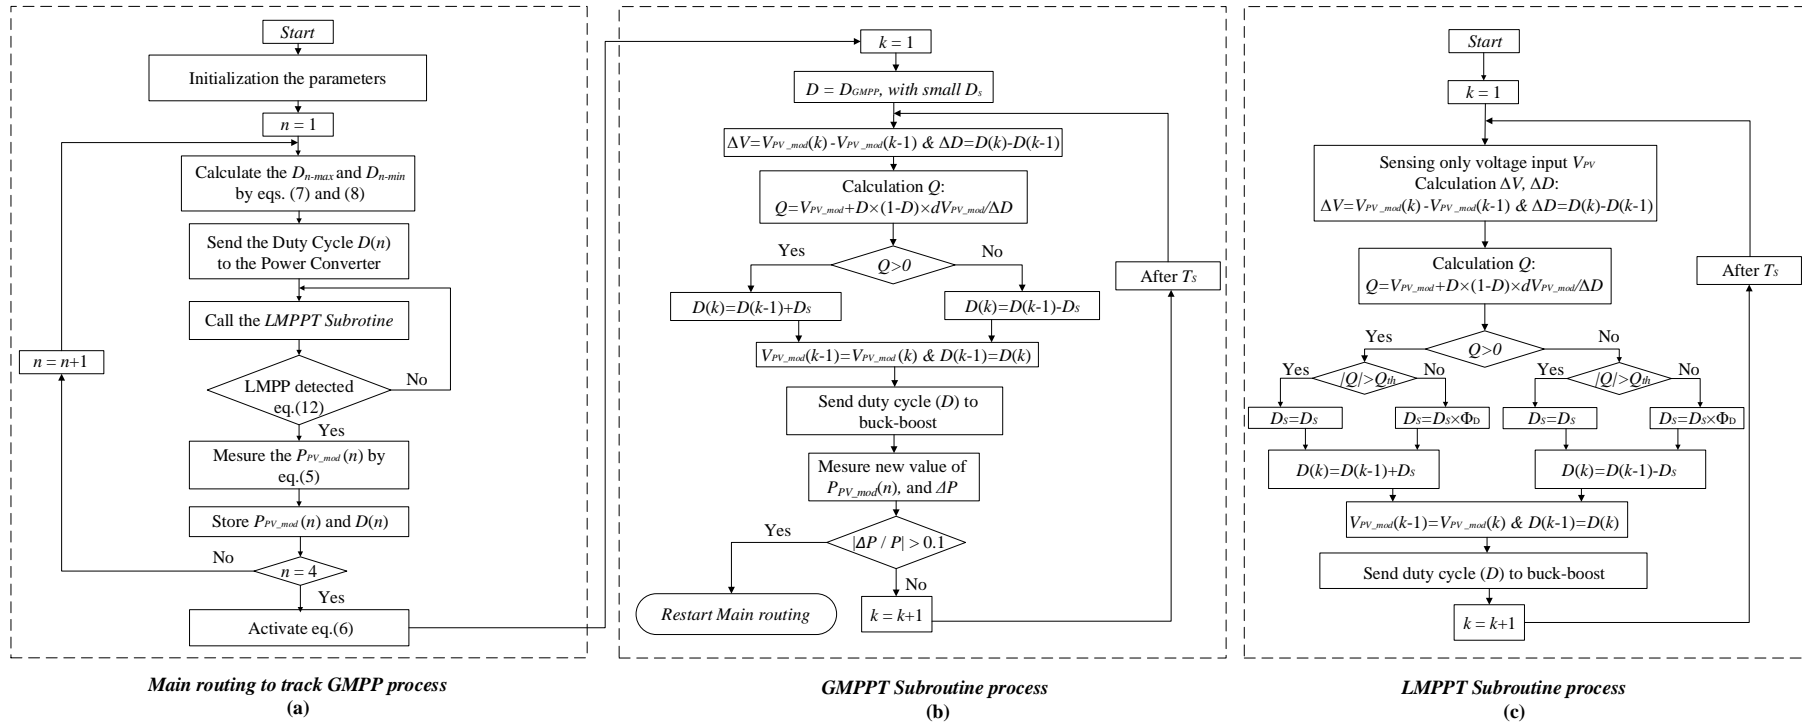 Start
Initialization the parameters
n = 1
Calculate the Dn-max and Dn-min
by eqs. (7) and (8)
Send the Duty Cycle D(n)
to the Power Converter
Call the LMPPT Subrotine
n = n+1
LMPP detected
eq.(12)
No
Yes
Mesure the PPV_mod(n) by
eq.(5)
Store PPV_mod(n) and D(n)
No
n = 4
Yes
Activate eq.(6)
Main routing to track GMPP process
(a)
k = 1
D = DGMPP, with small Ds
ΔV=VPV_mod(k)-VPV_mod(k-1) & ΔD=D(k)-D(k-1)
Calculation Q:
Q=VPV_mod+D×(1-D)×dVPV_mod/ΔD
Yes
No
Q>0
After TS
D(k)=D(k-1)+DS
D(k)=D(k-1)-DS
VPV_mod(k-1)=VPV_mod(k) & D(k-1)=D(k)
Send duty cycle (D) to
buck-boost
Mesure new value of
PPV_mod(n), and ΔP
Yes
|ΔP / P| > 0.1
No
Restart Main routing
k = k+1
GMPPT Subroutine process
(b)
Start
k = 1
Sensing only voltage input VPV
Calculation ΔV, ΔD:
ΔV=VPV_mod(k)-VPV_mod(k-1) & ΔD=D(k)-D(k-1)
Calculation Q:
Q=VPV_mod+D×(1-D)×dVPV_mod/ΔD
After TS
Yes
No
Q>0
Yes
|Q|>Qth
No
Yes
|Q|>Qth
No
DS=DS
DS=DS×ΦD
DS=DS
DS=DS×ΦD
D(k)=D(k-1)+DS
D(k)=D(k-1)-DS
VPV_mod(k-1)=VPV_mod(k) & D(k-1)=D(k)
Send duty cycle (D) to buck-boost
k = k+1
LMPPT Subroutine process
(c)